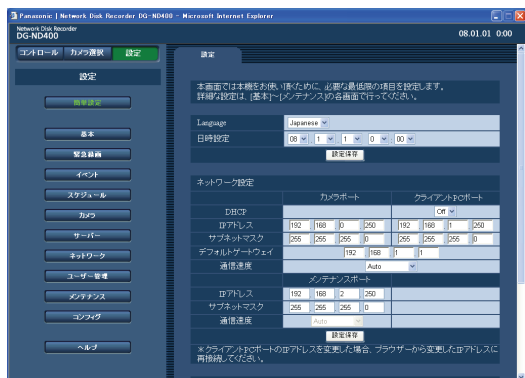 Panasonic | Network Disk Recorder DG-ND400 - Microsoft Internet Explorer
Network Disk Recorder
DG-ND400
08.01.01 0:00
コントロール カメラ選択 設定
設定
簡単設定
基本
緊急録画
イベント
スケジュール
カメラ
サーバー
ネットワーク
ユーザー管理
メンテナンス
コンフィグ
ヘルプ
設定
本画面では本機をお使い頂くために、必要な最低限の項目を設定します。
詳細な設定は、[基本]~[メンテナンス]の各画面で行ってください。
Language Japanese
日時設定 08 . 1 . 1 . 0 : 00
設定保存
ネットワーク設定
カメラポート クライアントPCポート
DHCP Off
IPアドレス 192 . 168 . 0 . 250 192 . 168 . 1 . 250
サブネットマスク 255 . 255 . 255 . 0 255 . 255 . 255 . 0
デフォルトゲートウェイ 192 . 168 . 1 . 1
通信速度 Auto
メンテナンスポート
IPアドレス 192 . 168 . 2 . 250
サブネットマスク 255 . 255 . 255 . 0
通信速度 Auto
設定保存
※クライアントPCポートのIPアドレスを変更した場合、ブラウザーから変更したIPアドレスに
再接続してください。